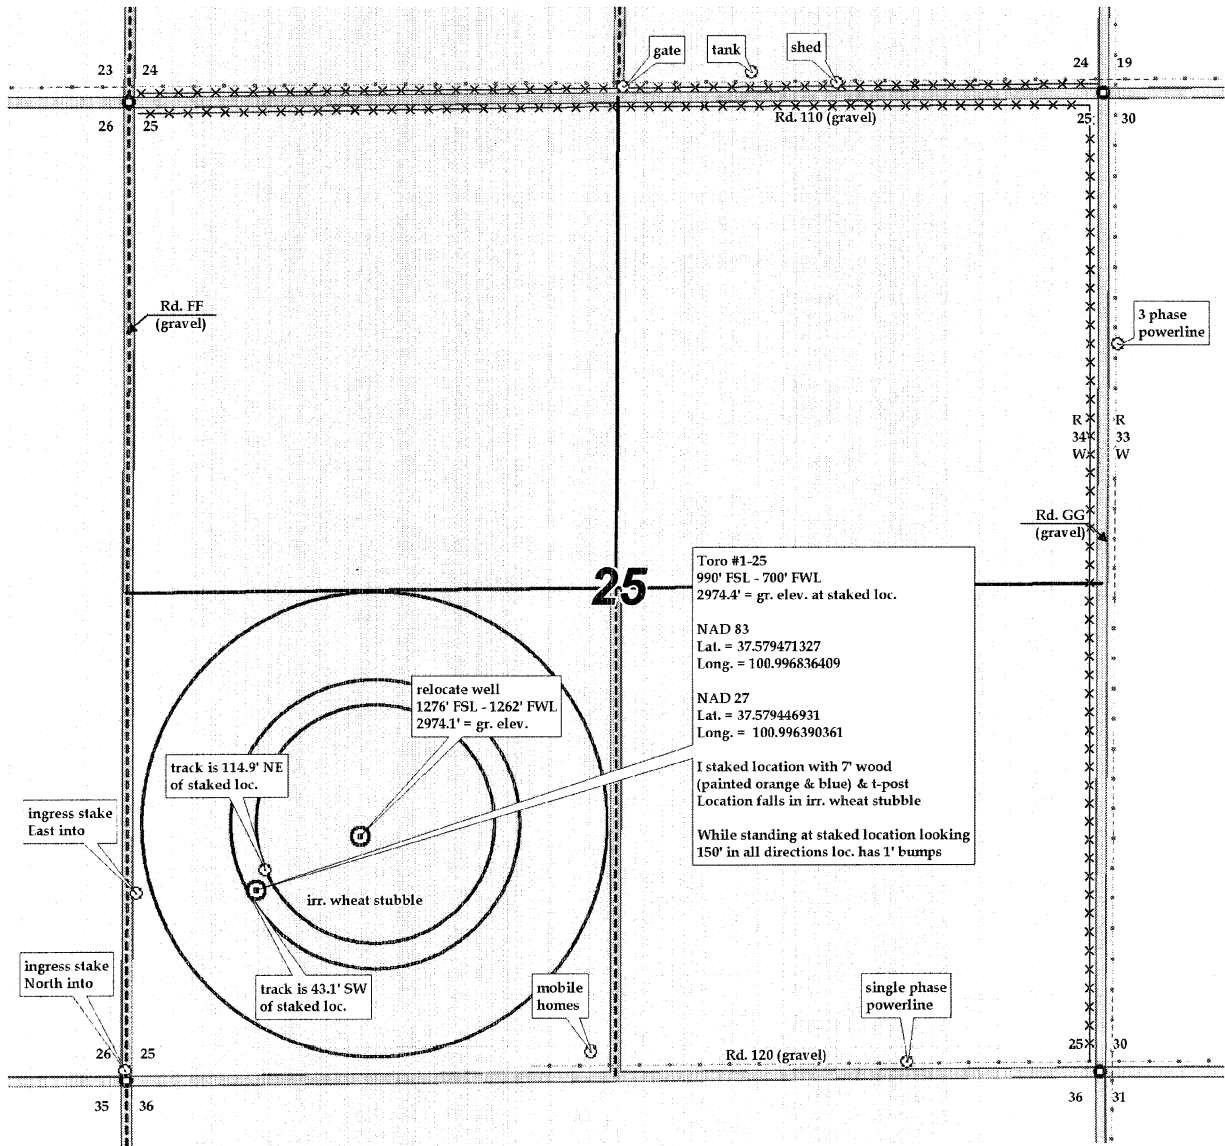 gate
tank
shed
23 24
24 19
26 25
25 30
Rd. 110 (gravel)
Rd. FF
(gravel)
3 phase
powerline
R R
34 33
W W
Rd. GG
(gravel)
25
Toro #1-25
990' FSL - 700' FWL
2974.4' = gr. elev. at staked loc.
NAD 83
Lat. = 37.579471327
Long. = 100.996836409
NAD 27
Lat. = 37.579446931
Long. = 100.996390361
I staked location with 7' wood
(painted orange & blue) & t-post
Location falls in irr. wheat stubble
While standing at staked location looking
150' in all directions loc. has 1' bumps
relocate well
1276' FSL - 1262' FWL
2974.1' = gr. elev.
track is 114.9' NE
of staked loc.
ingress stake
East into
irr. wheat stubble
ingress stake
North into
track is 43.1' SW
of staked loc.
mobile
homes
single phase
powerline
26 25
Rd. 120 (gravel)
25 30
35 36
36 31